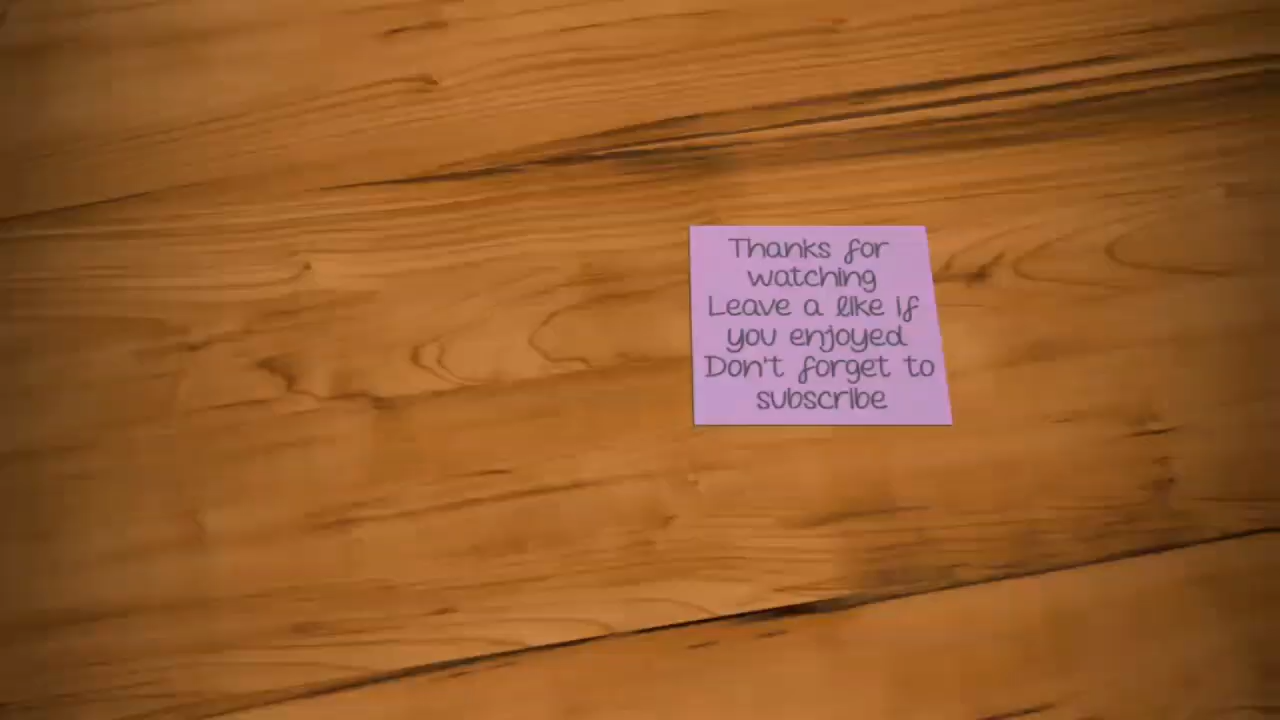 Thanks for
watching
Leave a like if
you enjoyed
Don't forget to
subscribe